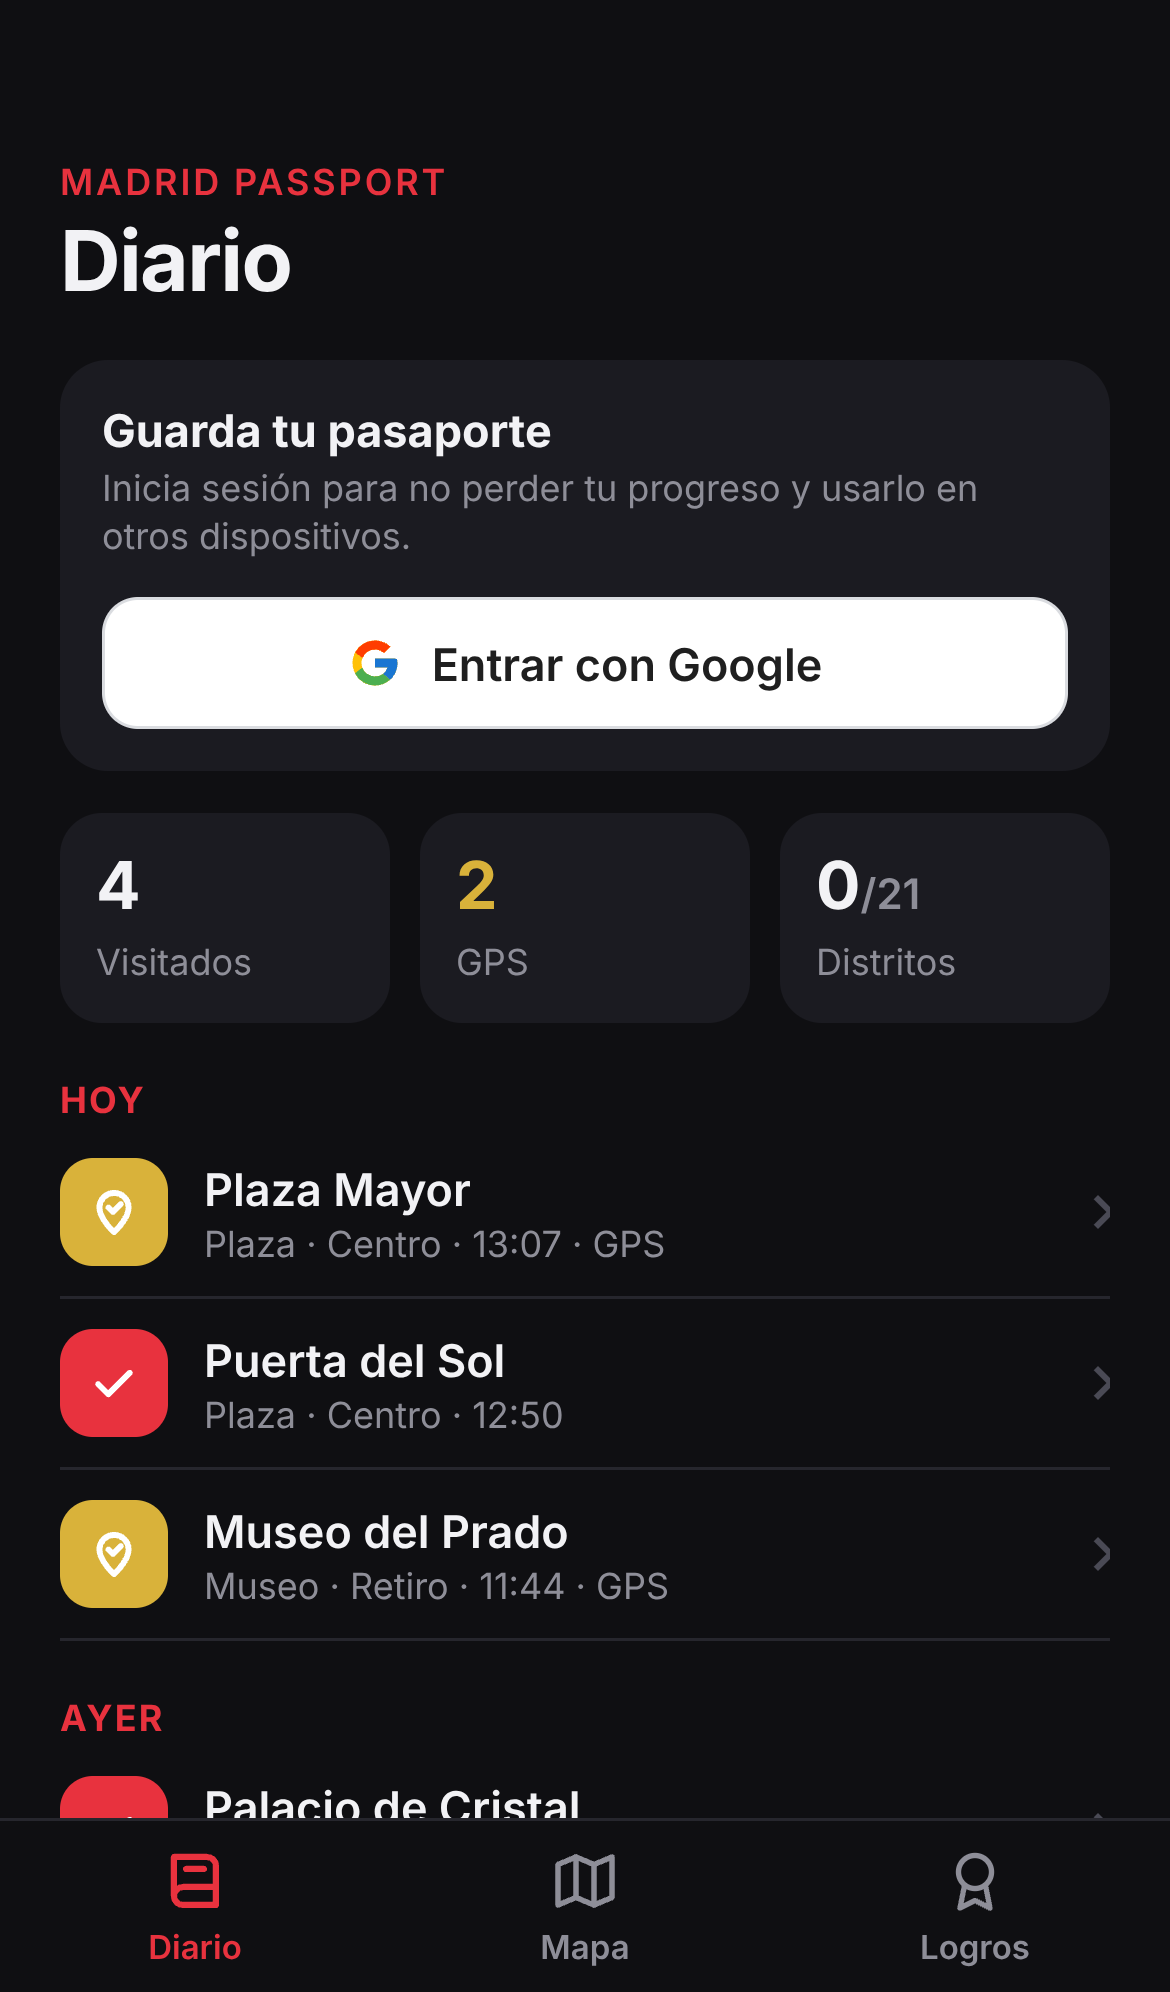 MADRID PASSPORT
Diario
Guarda tu pasaporte
Inicia sesión para no perder tu progreso y usarlo en
otros dispositivos.
Entrar con Google
4
Visitados
2
GPS
0/21
Distritos
HOY
Plaza Mayor
Plaza · Centro · 13:07 · GPS
Puerta del Sol
Plaza · Centro · 12:50
Museo del Prado
Museo · Retiro · 11:44 · GPS
AYER
Palacio de Cristal
Diario
Mapa
Logros